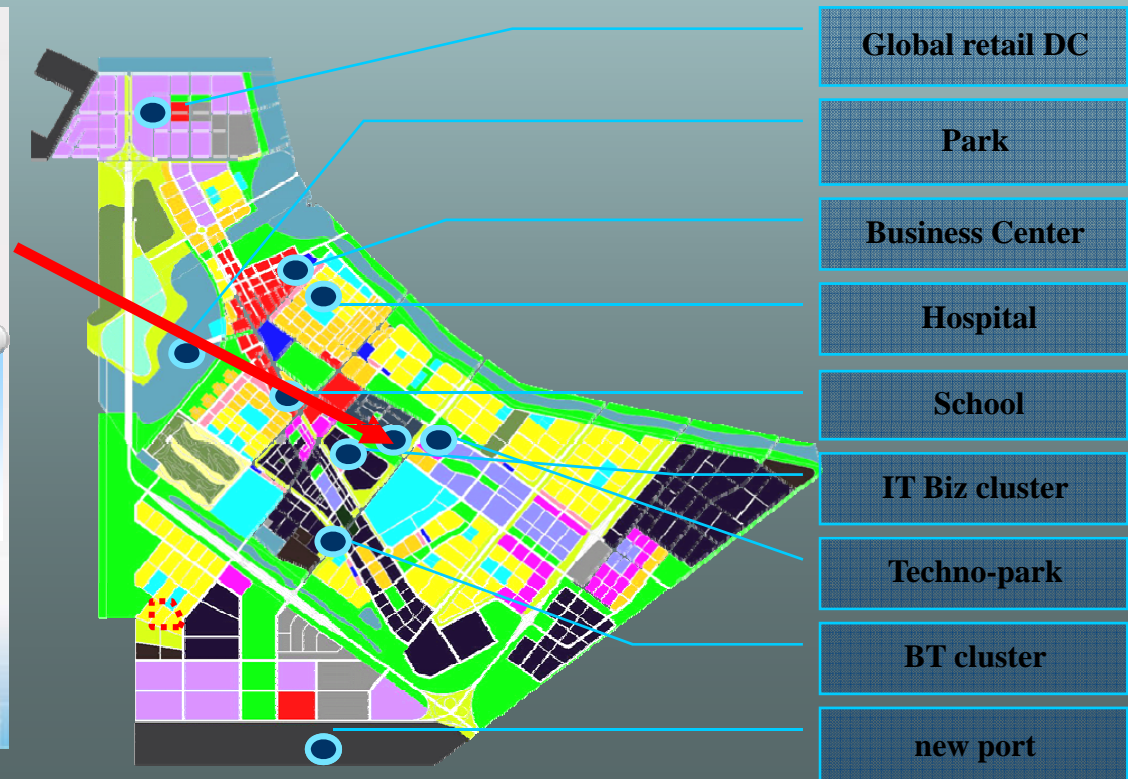 Global retail DC
Park
Business Center
Hospital
School
IT Biz cluster
Techno-park
BT cluster
new port